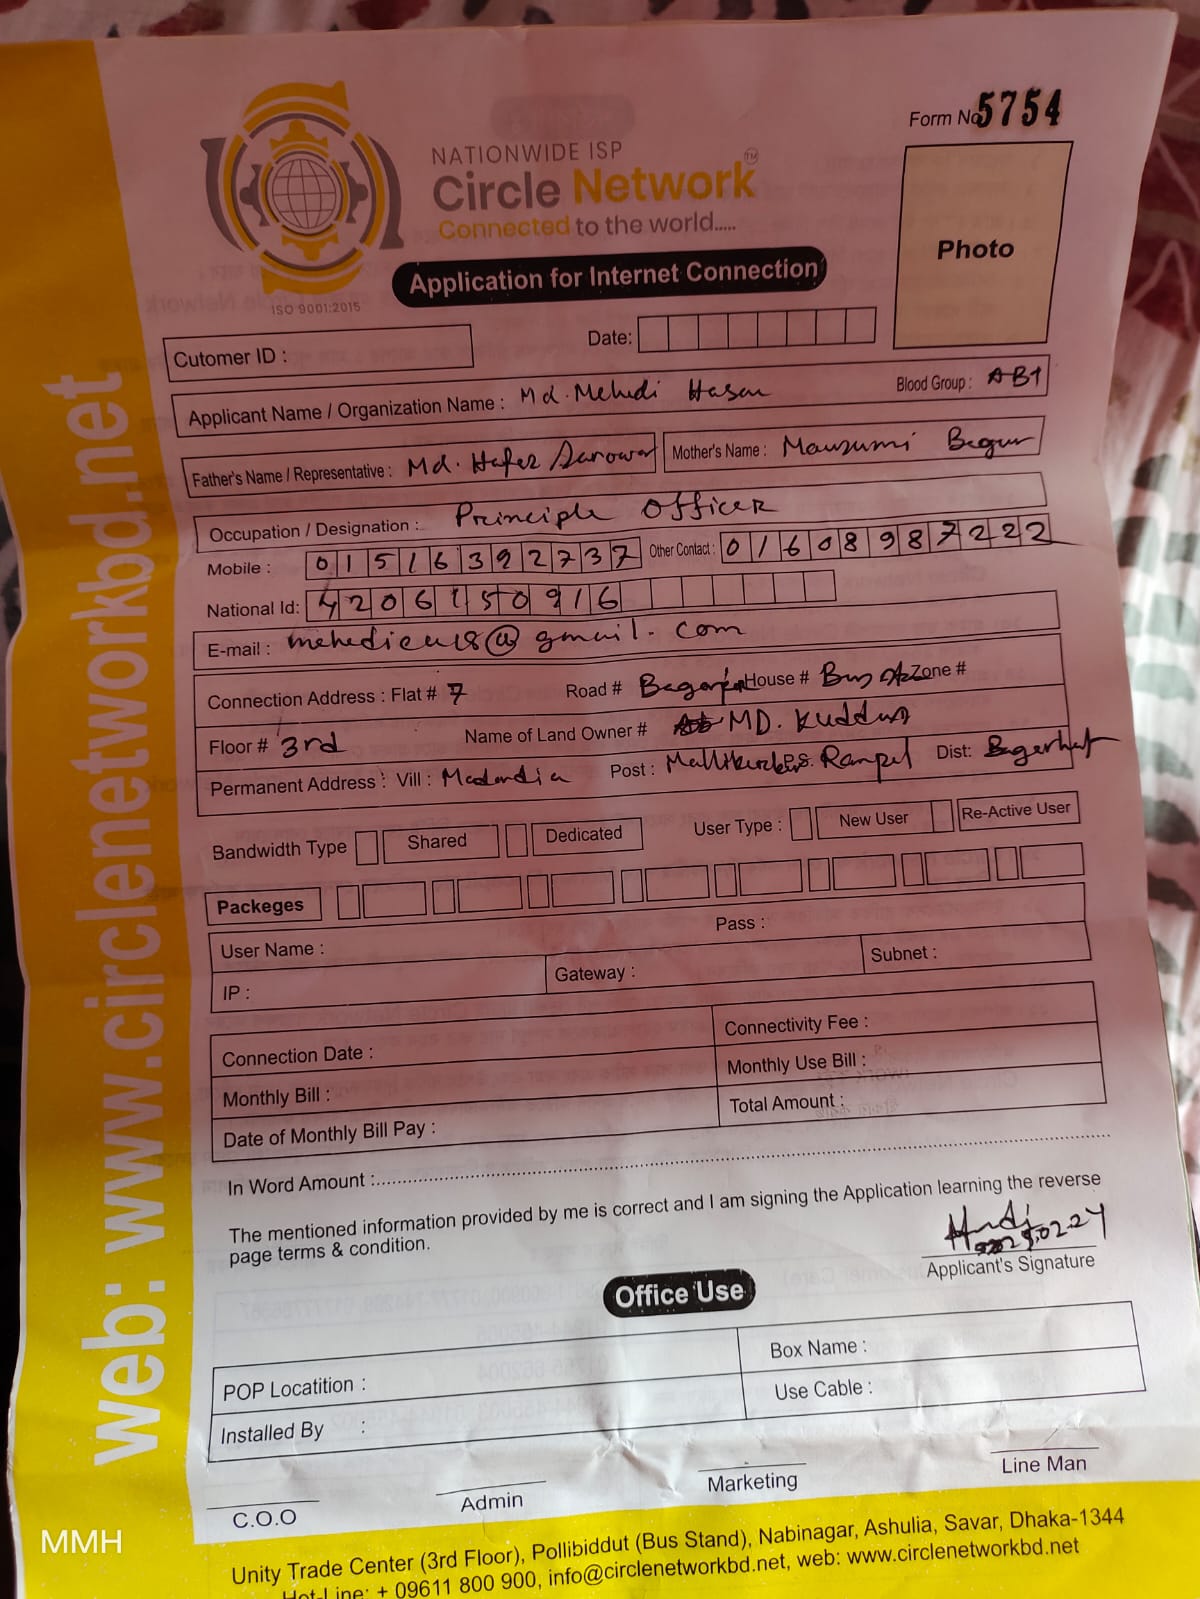 Form No 5754
NATIONWIDE ISP
Circle Network™
Connected to the world.....
ISO 9001:2015
Application for Internet Connection
Photo
Cutomer ID :
Date:
Applicant Name / Organization Name : Md. Mehedi Hasan
Blood Group : AB+
Father's Name / Representative : Md. Hafez Sarowar
Mother's Name : Mousumi Begum
Occupation / Designation : Principle Officer
Mobile : 01516392737 Other Contact : 01608987222
National Id: 4206150916
E-mail : @gmail.com
Connection Address : Flat # 7 Road # House # Zone #
Floor # 3rd Name of Land Owner # MD. Kuddus
Permanent Address : Vill : Post : P.S. Dist: Bagerhat
Bandwidth Type Shared Dedicated User Type : New User Re-Active User
Packeges
User Name : Pass :
IP : Gateway : Subnet :
Connection Date : Connectivity Fee :
Monthly Bill : Monthly Use Bill :
Date of Monthly Bill Pay : Total Amount :
In Word Amount :
The mentioned information provided by me is correct and I am signing the Application learning the reverse
page terms & condition.
Applicant's Signature
Office Use
POP Locatition : Box Name :
Installed By : Use Cable :
C.O.O Admin Marketing Line Man
Unity Trade Center (3rd Floor), Pollibiddut (Bus Stand), Nabinagar, Ashulia, Savar, Dhaka-1344
Hot-Line: + 09611 800 900, info@circlenetworkbd.net, web: www.circlenetworkbd.net
web: www.circlenetworkbd.net
MMH